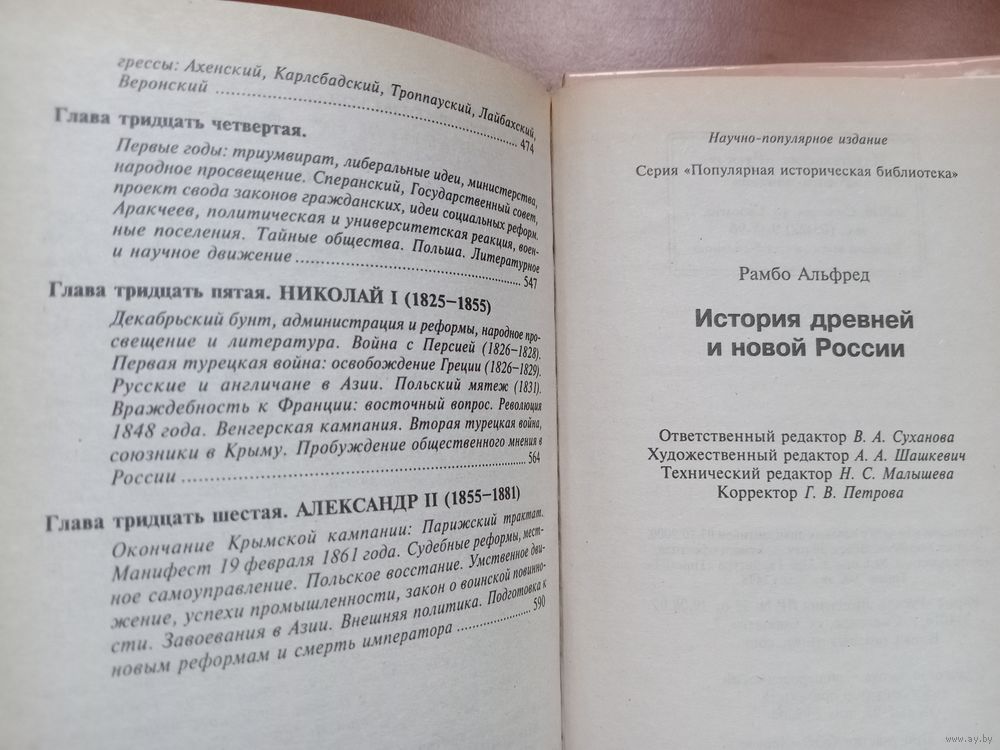 грессы: Ахенский, Карлсбадский, Троппауский, Лайбахский,
Веронский ... 474
Глава тридцать четвертая.
Первые годы: триумвират, либеральные идеи, министерства,
народное просвещение. Сперанский, Государственный совет,
проект свода законов гражданских, идеи социальных реформ.
Аракчеев, политическая и университетская реакция, воен-
ные поселения. Тайные общества. Польша. Литературное
и научное движение ... 547
Глава тридцать пятая. НИКОЛАЙ I (1825–1855)
Декабрьский бунт, администрация и реформы, народное про-
свещение и литература. Война с Персией (1826–1828).
Первая турецкая война: освобождение Греции (1826–1829).
Русские и англичане в Азии. Польский мятеж (1831).
Враждебность к Франции: восточный вопрос. Революция
1848 года. Венгерская кампания. Вторая турецкая война,
союзники в Крыму. Пробуждение общественного мнения в
России ... 564
Глава тридцать шестая. АЛЕКСАНДР II (1855–1881)
Окончание Крымской кампании: Парижский трактат.
Манифест 19 февраля 1861 года. Судебные реформы, мест-
ное самоуправление. Польское восстание. Умственное дви-
жение, успехи промышленности, закон о воинской повинно-
сти. Завоевания в Азии. Внешняя политика. Подготовка к
новым реформам и смерть императора ... 590
Научно-популярное издание
Серия «Популярная историческая библиотека»
Рамбо Альфред
История древней
и новой России
Ответственный редактор В. А. Суханова
Художественный редактор А. А. Шашкевич
Технический редактор Н. С. Малышева
Корректор Г. В. Петрова
www.ay.by